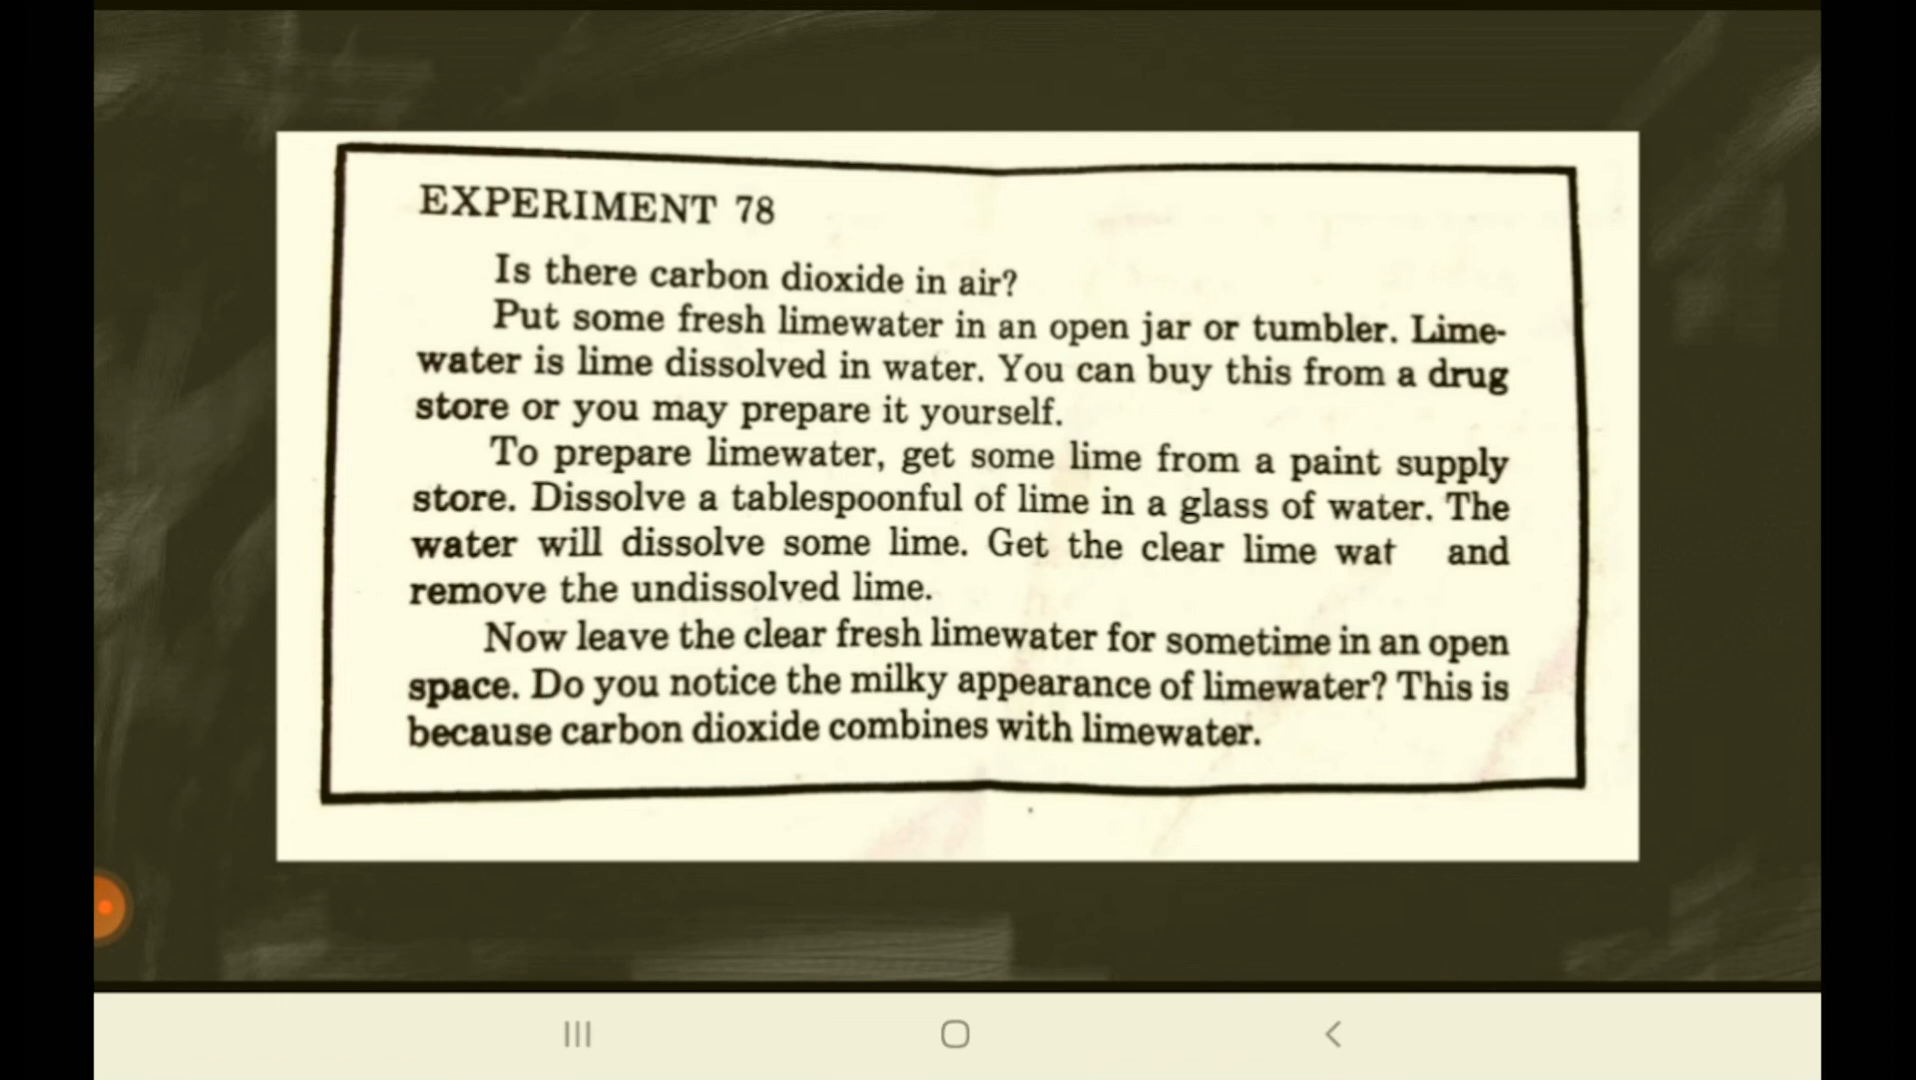 EXPERIMENT 78
Is there carbon dioxide in air?
Put some fresh limewater in an open jar or tumbler. Lime-
water is lime dissolved in water. You can buy this from a drug
store or you may prepare it yourself.
To prepare limewater, get some lime from a paint supply
store. Dissolve a tablespoonful of lime in a glass of water. The
water will dissolve some lime. Get the clear lime wat and
remove the undissolved lime.
Now leave the clear fresh limewater for sometime in an open
space. Do you notice the milky appearance of limewater? This is
because carbon dioxide combines with limewater.